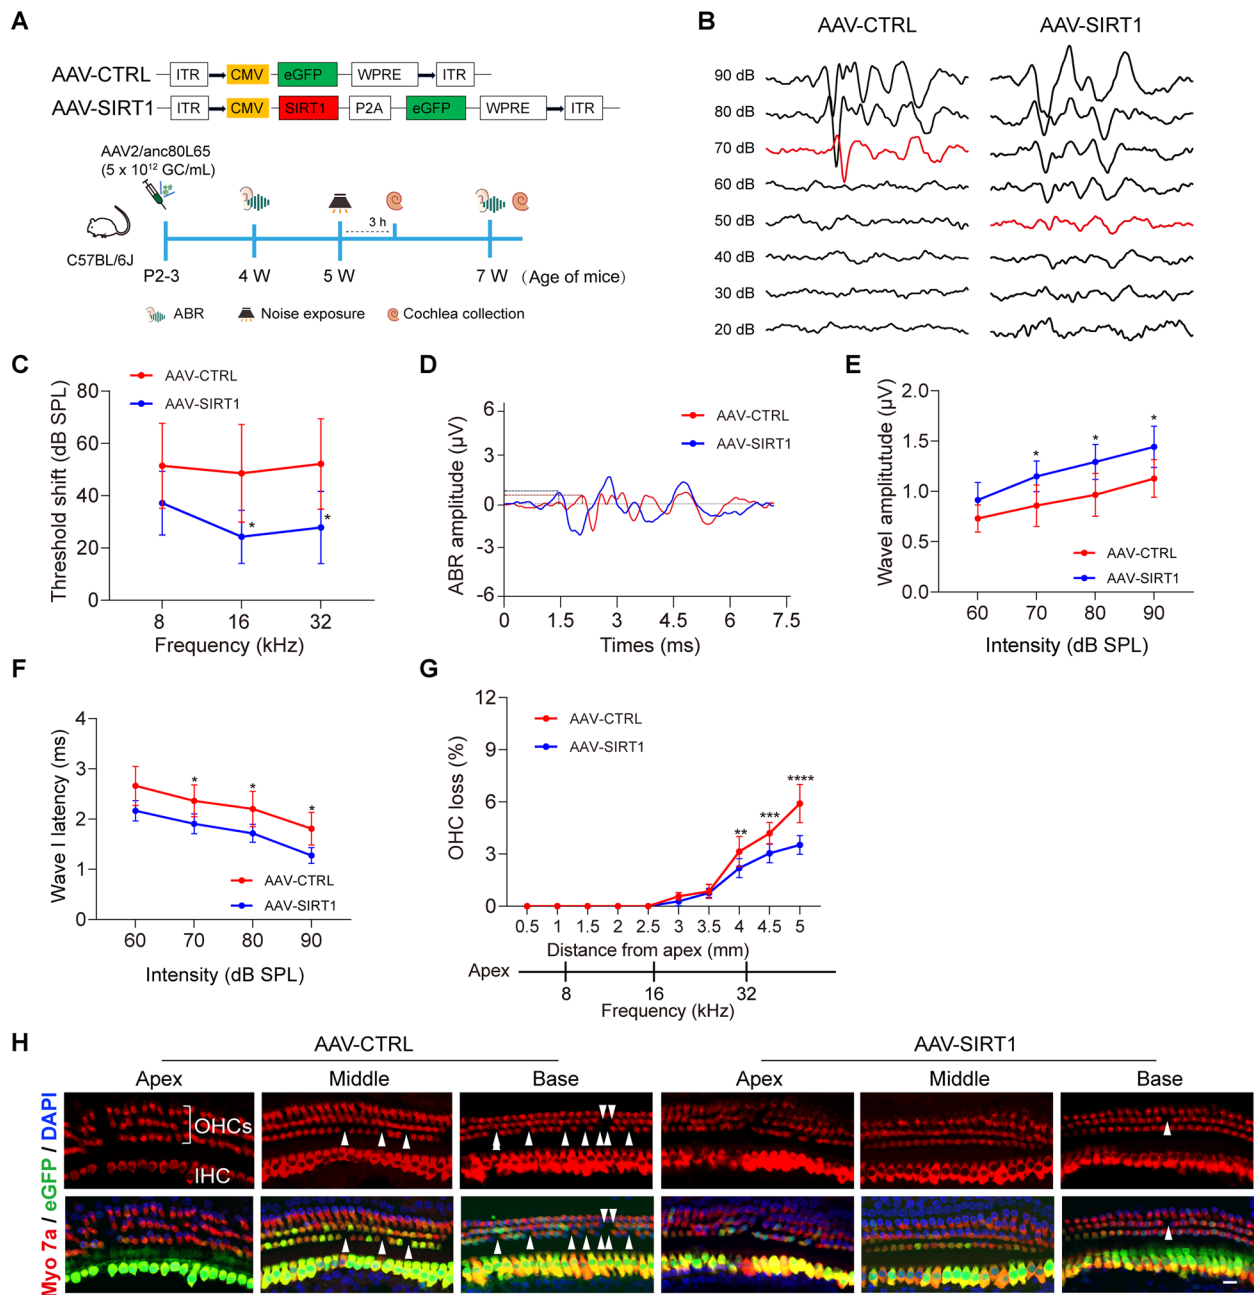 A
AAV-CTRL ITR CMV eGFP WPRE ITR
AAV-SIRT1 ITR CMV SIRT1 P2A eGFP WPRE ITR
AAV2/anc80L65
(5 x 10¹² GC/mL)
3 h
C57BL/6J
P2-3 4 W 5 W 7 W (Age of mice)
ABR Noise exposure Cochlea collection
B
AAV-CTRL AAV-SIRT1
90 dB
80 dB
70 dB
60 dB
50 dB
40 dB
30 dB
20 dB
C
AAV-CTRL
AAV-SIRT1
Threshold shift (dB SPL)
80
60
40
20
0
* *
8 16 32
Frequency (kHz)
D
AAV-CTRL
AAV-SIRT1
ABR amplitude (μV)
6
3
0
-3
-6
0 1.5 3 4.5 6 7.5
Times (ms)
E
WaveI amplitutude (μV)
2.0
1.5
1.0
0.5
0.0
* * *
AAV-CTRL
AAV-SIRT1
60 70 80 90
Intensity (dB SPL)
F
Wave I latency (ms)
4
3
2
1
0
* * *
AAV-CTRL
AAV-SIRT1
60 70 80 90
Intensity (dB SPL)
G
AAV-CTRL
AAV-SIRT1
OHC loss (%)
12
9
6
3
0
** *** ****
0.5 1 1.5 2 2.5 3 3.5 4 4.5 5
Distance from apex (mm)
Apex
8 16 32
Frequency (kHz)
H
AAV-CTRL AAV-SIRT1
Apex Middle Base Apex Middle Base
OHCs
IHC
Myo 7a / eGFP / DAPI